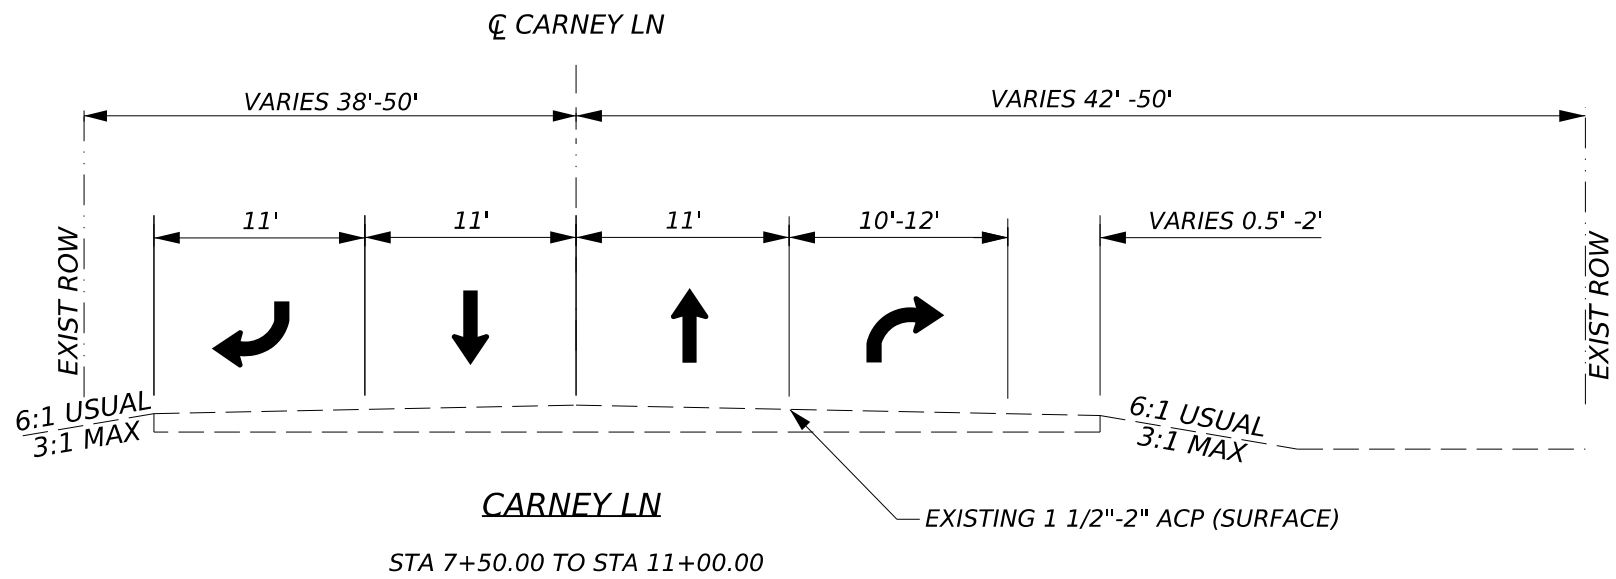 ℄ CARNEY LN
VARIES 38'-50'
VARIES 42' -50'
11'
11'
11'
10'-12'
VARIES 0.5' -2'
EXIST ROW
EXIST ROW
6:1 USUAL
3:1 MAX
6:1 USUAL
3:1 MAX
CARNEY LN
EXISTING 1 1/2"-2" ACP (SURFACE)
STA 7+50.00 TO STA 11+00.00